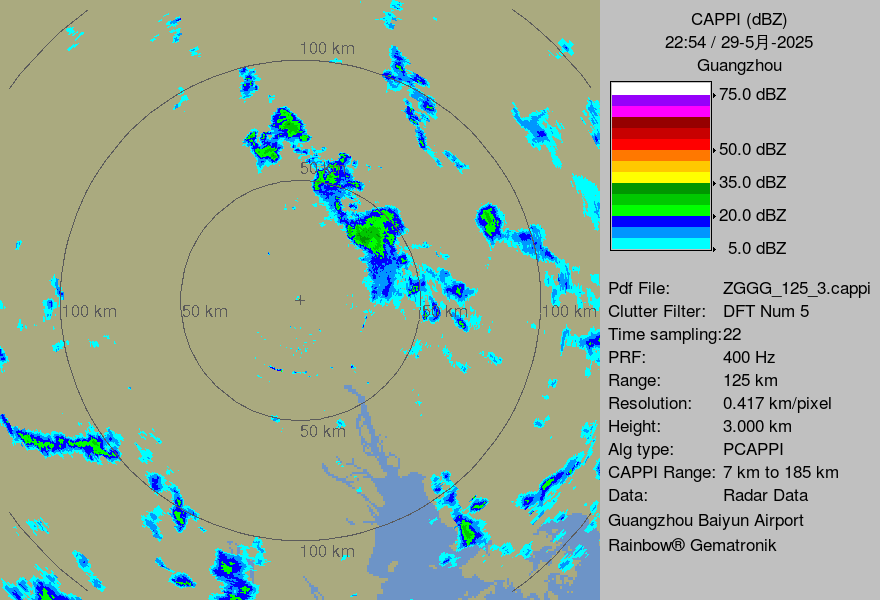 CAPPI (dBZ)
22:54 / 29-5月-2025
Guangzhou
75.0 dBZ
50.0 dBZ
35.0 dBZ
20.0 dBZ
5.0 dBZ
Pdf File: ZGGG_125_3.cappi
Clutter Filter: DFT Num 5
Time sampling:22
PRF: 400 Hz
Range: 125 km
Resolution: 0.417 km/pixel
Height: 3.000 km
Alg type: PCAPPI
CAPPI Range: 7 km to 185 km
Data: Radar Data
Guangzhou Baiyun Airport
Rainbow® Gematronik
100 km
50 km
100 km
50 km
50 km
100 km
50 km
100 km